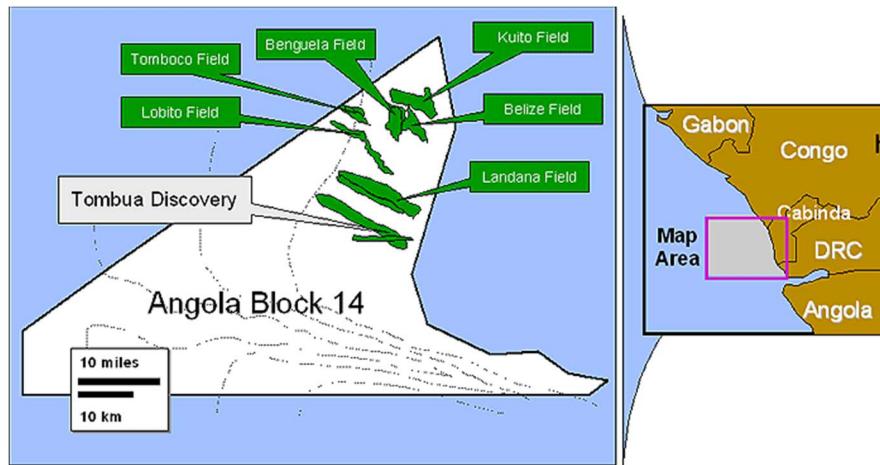 Benguela Field
Kuito Field
Tomboco Field
Lobito Field
Belize Field
Landana Field
Tombua Discovery
Angola Block 14
10 miles
10 km
Gabon
Congo
Cabinda
Map
Area
DRC
Angola